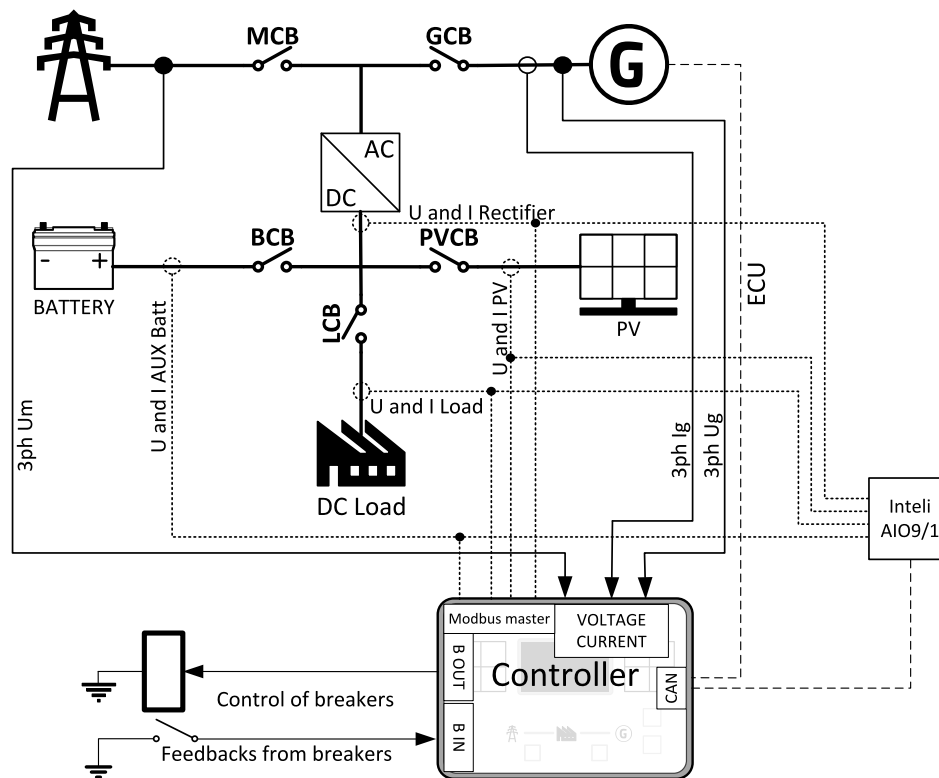 MCB
GCB
G
AC
DC
U and I Rectifier
BCB
PVCB
- +
BATTERY
LCB
U and I PV
PV
ECU
U and I AUX Batt
U and I Load
3ph Um
3ph Ig
3ph Ug
DC Load
Inteli
AIO9/1
Modbus master
VOLTAGE
CURRENT
B OUT
Controller
CAN
Control of breakers
B IN
G
Feedbacks from breakers